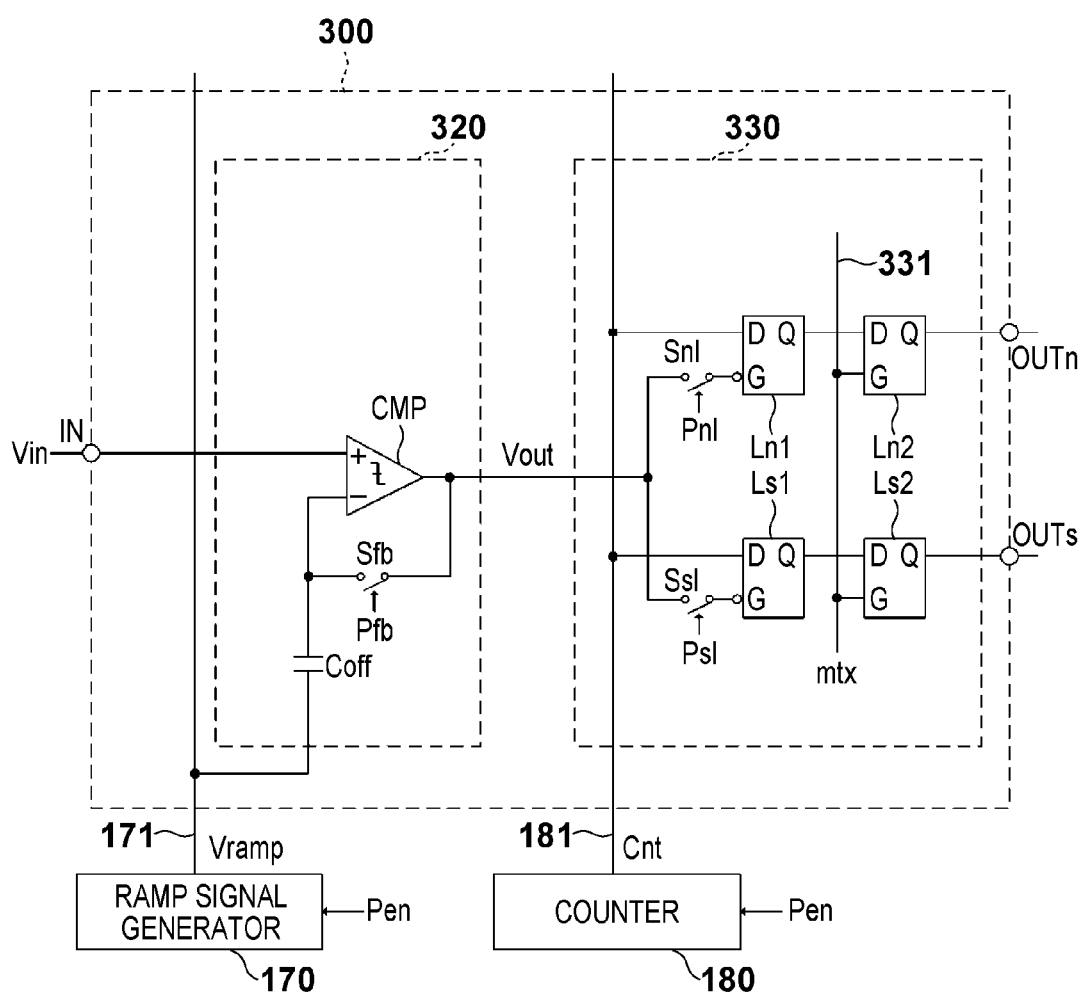 300
320
330
331
Snl
D Q
D Q
OUTn
G
G
Pnl
CMP
IN
Vin
+
Vout
Ln1
Ln2
−
Ls1
Ls2
OUTs
Sfb
D Q
D Q
Ssl
G
G
Pfb
Psl
Coff
mtx
171
Vramp
181
Cnt
RAMP SIGNAL
GENERATOR
Pen
COUNTER
Pen
170
180